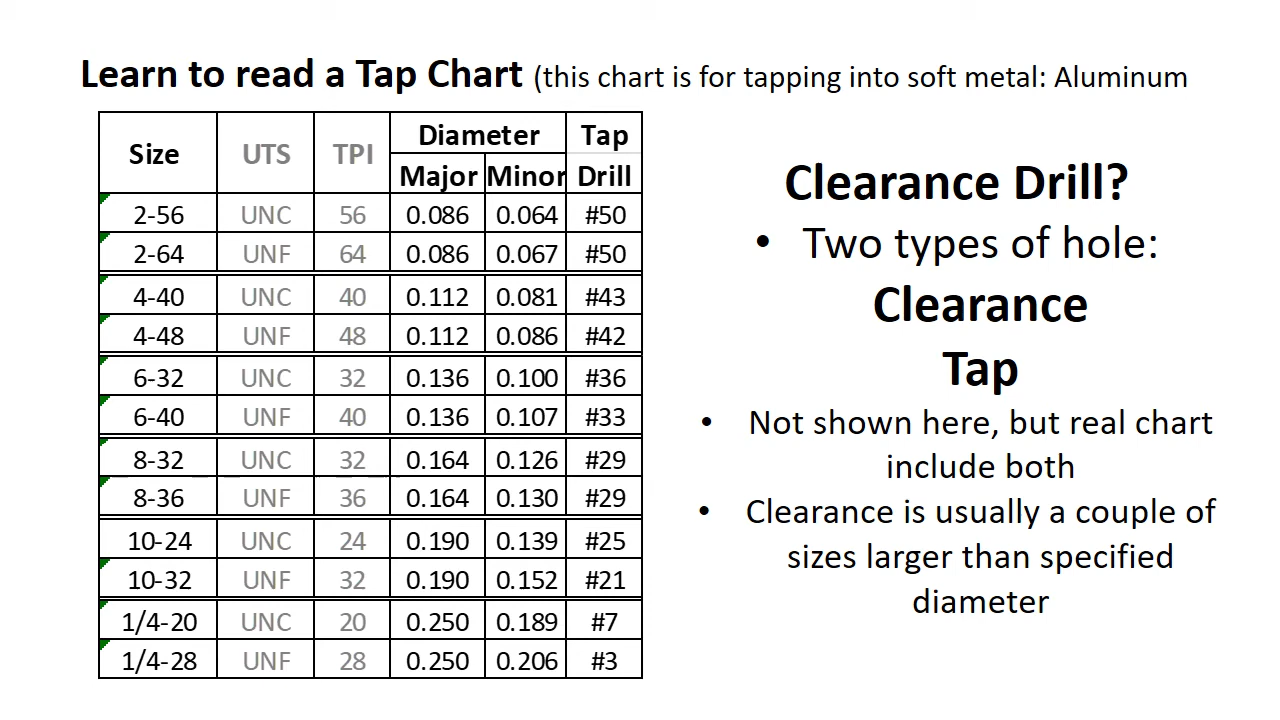 Learn to read a Tap Chart (this chart is for tapping into soft metal: Aluminum
Size UTS TPI Diameter Tap
Major Minor Drill
2-56 UNC 56 0.086 0.064 #50
2-64 UNF 64 0.086 0.067 #50
4-40 UNC 40 0.112 0.081 #43
4-48 UNF 48 0.112 0.086 #42
6-32 UNC 32 0.136 0.100 #36
6-40 UNF 40 0.136 0.107 #33
8-32 UNC 32 0.164 0.126 #29
8-36 UNF 36 0.164 0.130 #29
10-24 UNC 24 0.190 0.139 #25
10-32 UNF 32 0.190 0.152 #21
1/4-20 UNC 20 0.250 0.189 #7
1/4-28 UNF 28 0.250 0.206 #3
Clearance Drill?
• Two types of hole:
Clearance
Tap
• Not shown here, but real chart
include both
• Clearance is usually a couple of
sizes larger than specified
diameter